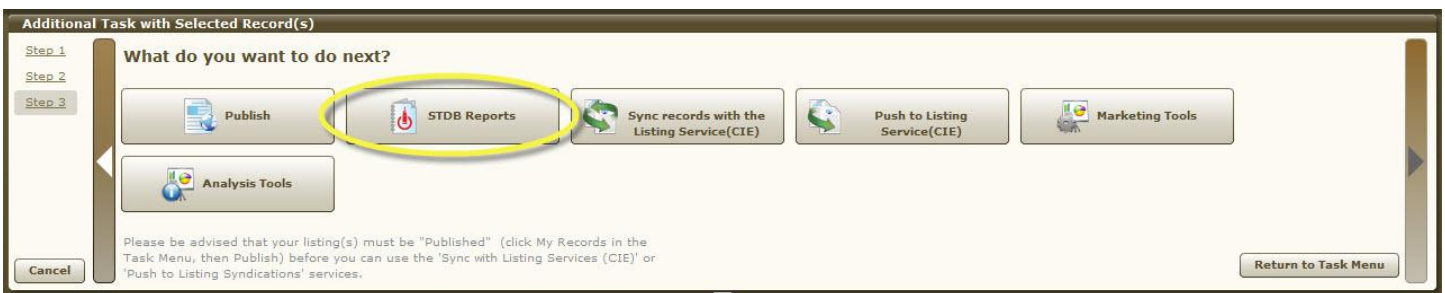 Additional Task with Selected Record(s)
Step 1
Step 2
Step 3
What do you want to do next?
Publish
STDB Reports
Sync records with the
Listing Service(CIE)
Push to Listing
Service(CIE)
Marketing Tools
Analysis Tools
Please be advised that your listing(s) must be "Published" (click My Records in the
Task Menu, then Publish) before you can use the 'Sync with Listing Services (CIE)' or
'Push to Listing Syndications' services.
Cancel
Return to Task Menu